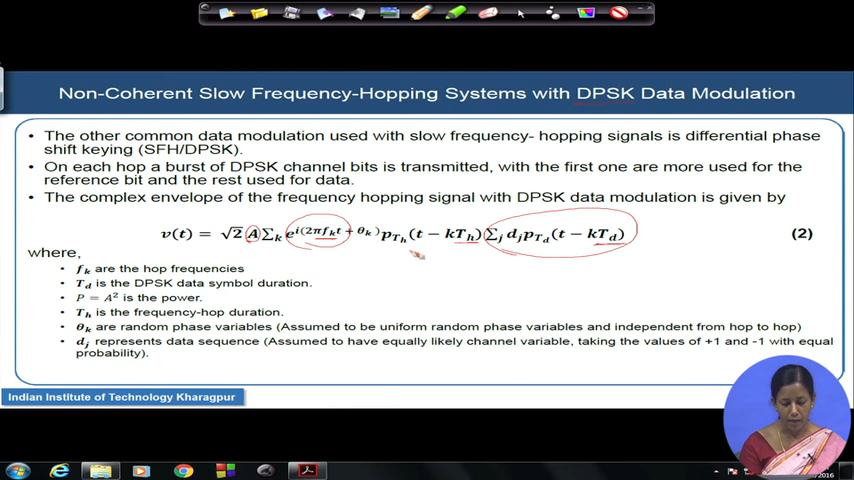 Non-Coherent Slow Frequency-Hopping Systems with DPSK Data Modulation
• The other common data modulation used with slow frequency- hopping signals is differential phase
shift keying (SFH/DPSK).
• On each hop a burst of DPSK channel bits is transmitted, with the first one are more used for the
reference bit and the rest used for data.
• The complex envelope of the frequency hopping signal with DPSK data modulation is given by
v(t) = √2 A∑ₖ e^{i(2πfₖt+θₖ)} p_{Tₕ}(t − kTₕ) ∑ⱼ dⱼ p_{T_d}(t − kT_d) (2)
where,
• fₖ are the hop frequencies
• T_d is the DPSK data symbol duration.
• P = A² is the power.
• Tₕ is the frequency-hop duration.
• θₖ are random phase variables (Assumed to be uniform random phase variables and independent from hop to hop)
• dⱼ represents data sequence (Assumed to have equally likely channel variable, taking the values of +1 and -1 with equal
probability).
Indian Institute of Technology Kharagpur